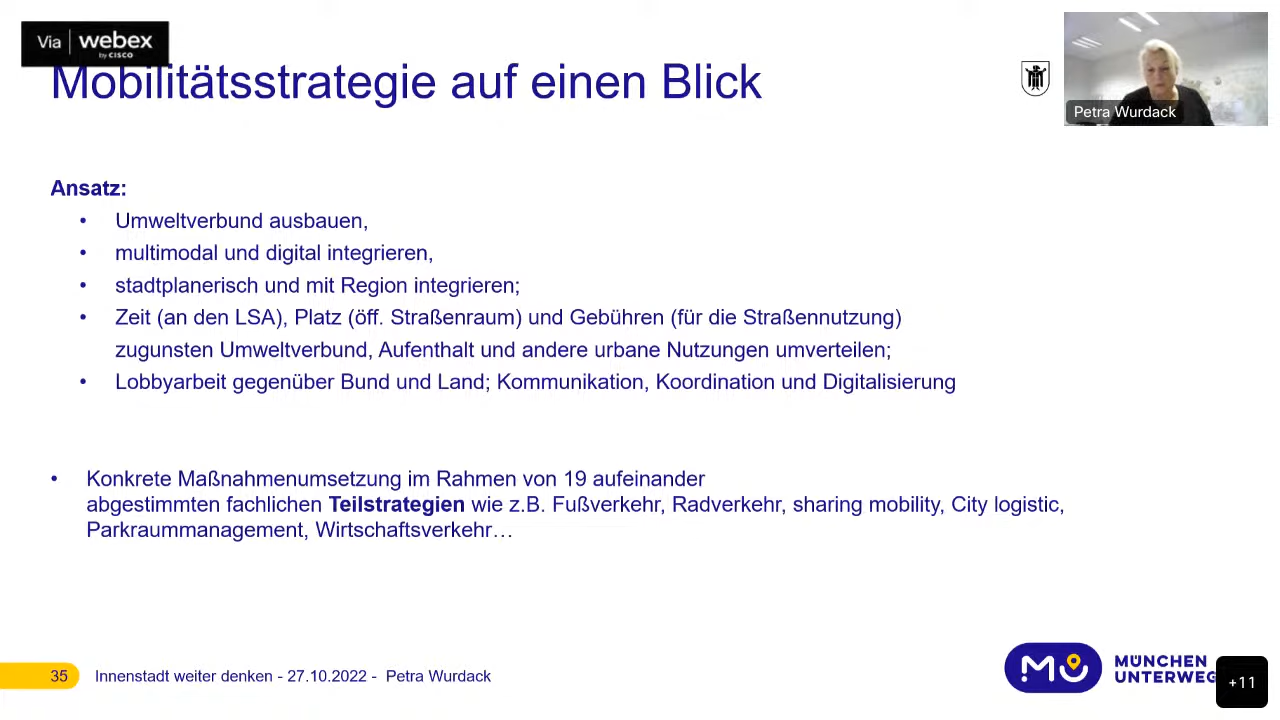 Via webex
by CISCO
Mobilitätsstrategie auf einen Blick
Petra Wurdack
Ansatz:
• Umweltverbund ausbauen,
• multimodal und digital integrieren,
• stadtplanerisch und mit Region integrieren;
• Zeit (an den LSA), Platz (öff. Straßenraum) und Gebühren (für die Straßennutzung)
zugunsten Umweltverbund, Aufenthalt und andere urbane Nutzungen umverteilen;
• Lobbyarbeit gegenüber Bund und Land; Kommunikation, Koordination und Digitalisierung
• Konkrete Maßnahmenumsetzung im Rahmen von 19 aufeinander
abgestimmten fachlichen Teilstrategien wie z.B. Fußverkehr, Radverkehr, sharing mobility, City logistic,
Parkraummanagement, Wirtschaftsverkehr…
35 Innenstadt weiter denken - 27.10.2022 - Petra Wurdack
MÜNCHEN
UNTERWEG
+11